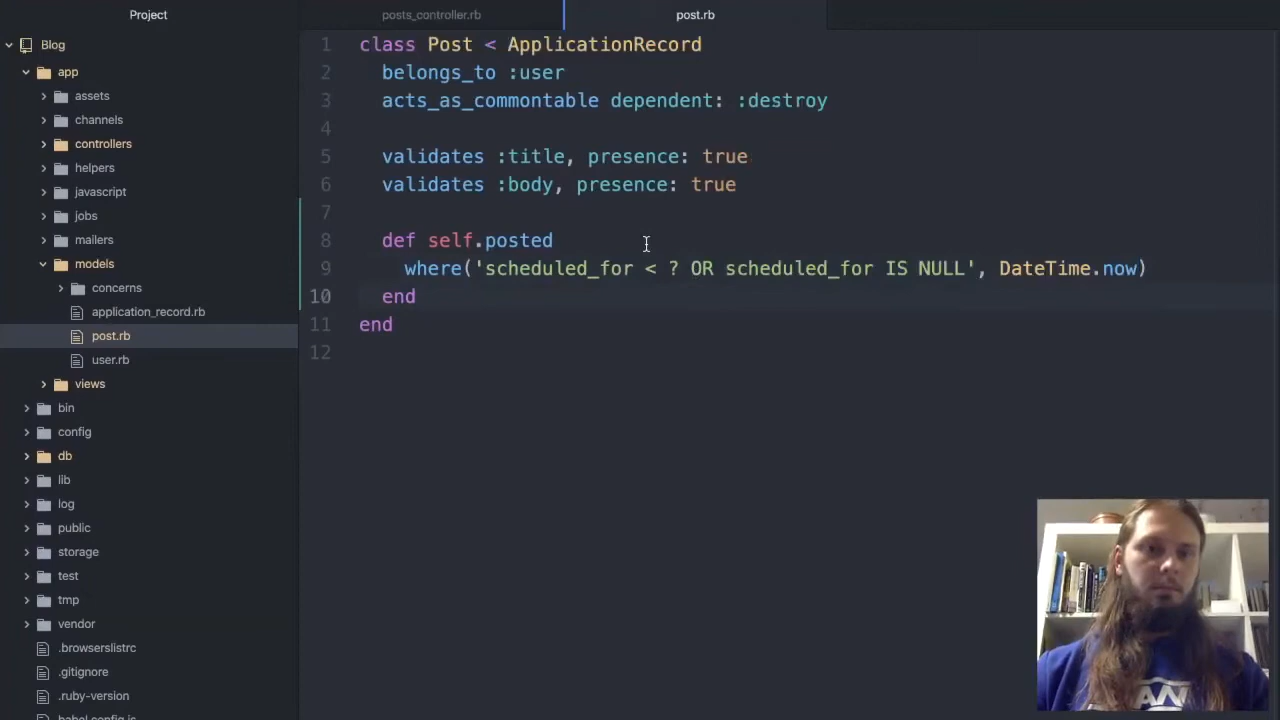 Project
posts_controller.rb
post.rb
Blog
app
assets
channels
controllers
helpers
javascript
jobs
mailers
models
concerns
application_record.rb
post.rb
user.rb
views
bin
config
db
lib
log
public
storage
test
tmp
vendor
.browserslistrc
.gitignore
.ruby-version
1 class Post < ApplicationRecord
2 belongs_to :user
3 acts_as_commontable dependent: :destroy
4
5 validates :title, presence: true
6 validates :body, presence: true
7
8 def self.posted
9 where('scheduled_for < ? OR scheduled_for IS NULL', DateTime.now)
10 end
11 end
12